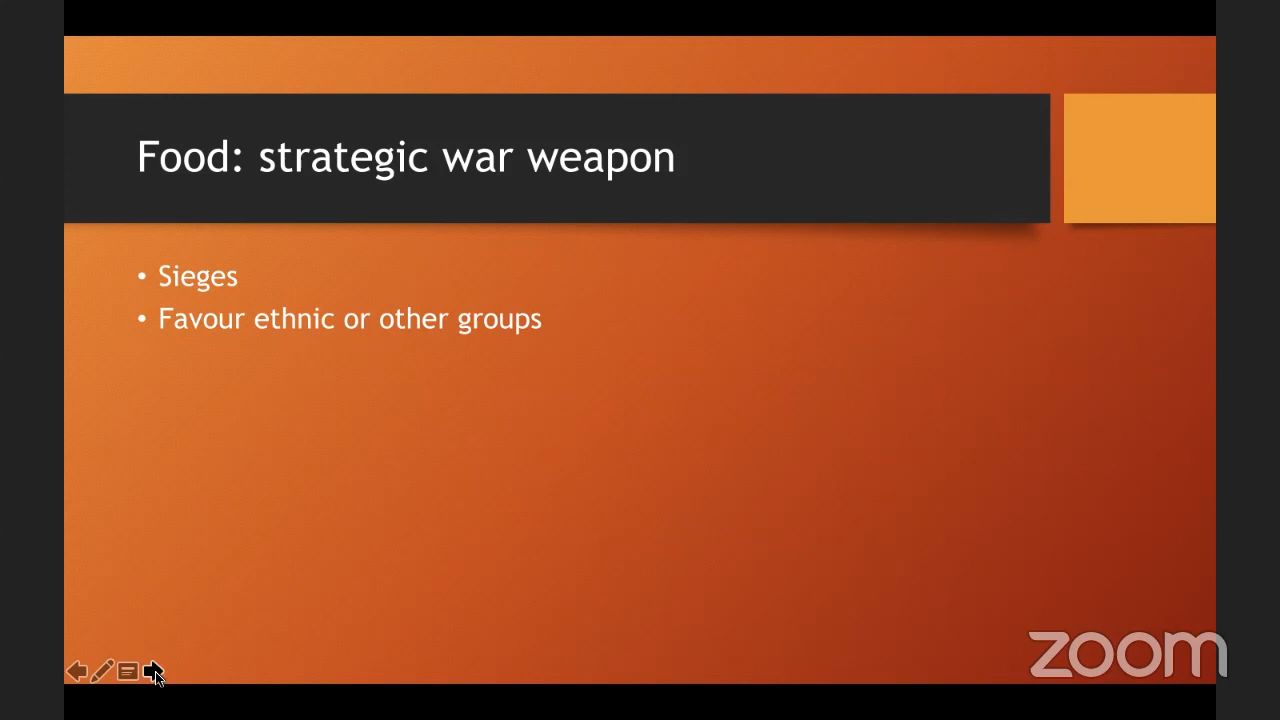 Food: strategic war weapon
• Sieges
• Favour ethnic or other groups
zoom